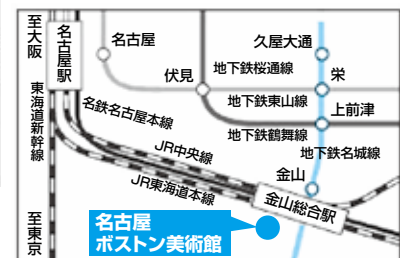 至大阪
名古屋駅
名古屋
久屋大通
地下鉄桜通線
伏見
栄
東海道新幹線
地下鉄東山線
名鉄名古屋本線
上前津
地下鉄鶴舞線
JR中央線
地下鉄名城線
JR東海道本線
金山
金山総合駅
至東京
名古屋
ボストン美術館